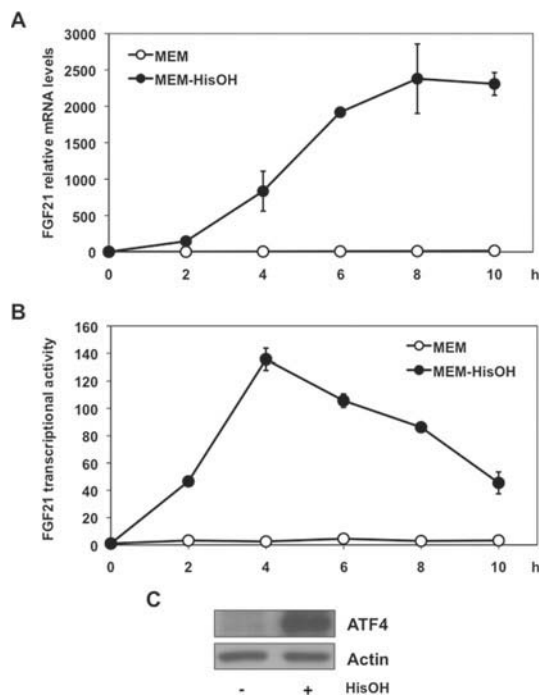 A
MEM
MEM-HisOH
FGF21 relative mRNA levels
3000
2500
2000
1500
1000
500
0
0 2 4 6 8 10 h
B
MEM
MEM-HisOH
FGF21 transcriptional activity
160
140
120
100
80
60
40
20
0
0 2 4 6 8 10 h
C
ATF4
Actin
- + HisOH